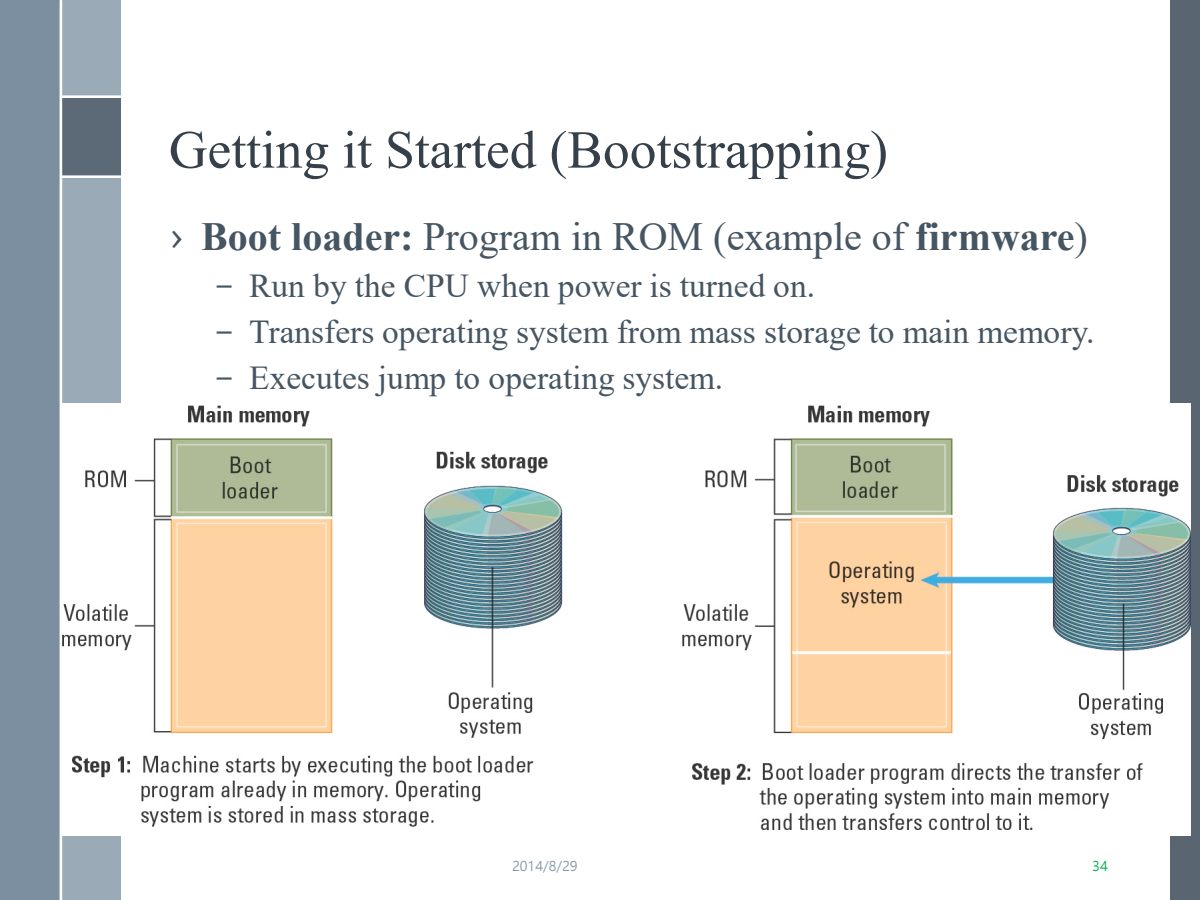 Getting it Started (Bootstrapping)
› Boot loader: Program in ROM (example of firmware)
– Run by the CPU when power is turned on.
– Transfers operating system from mass storage to main memory.
– Executes jump to operating system.
Main memory
ROM
Boot
loader
Disk storage
Volatile
memory
Operating
system
Step 1: Machine starts by executing the boot loader
program already in memory. Operating
system is stored in mass storage.
Main memory
ROM
Boot
loader
Disk storage
Operating
system
Volatile
memory
Operating
system
Step 2: Boot loader program directs the transfer of
the operating system into main memory
and then transfers control to it.
2014/8/29
34